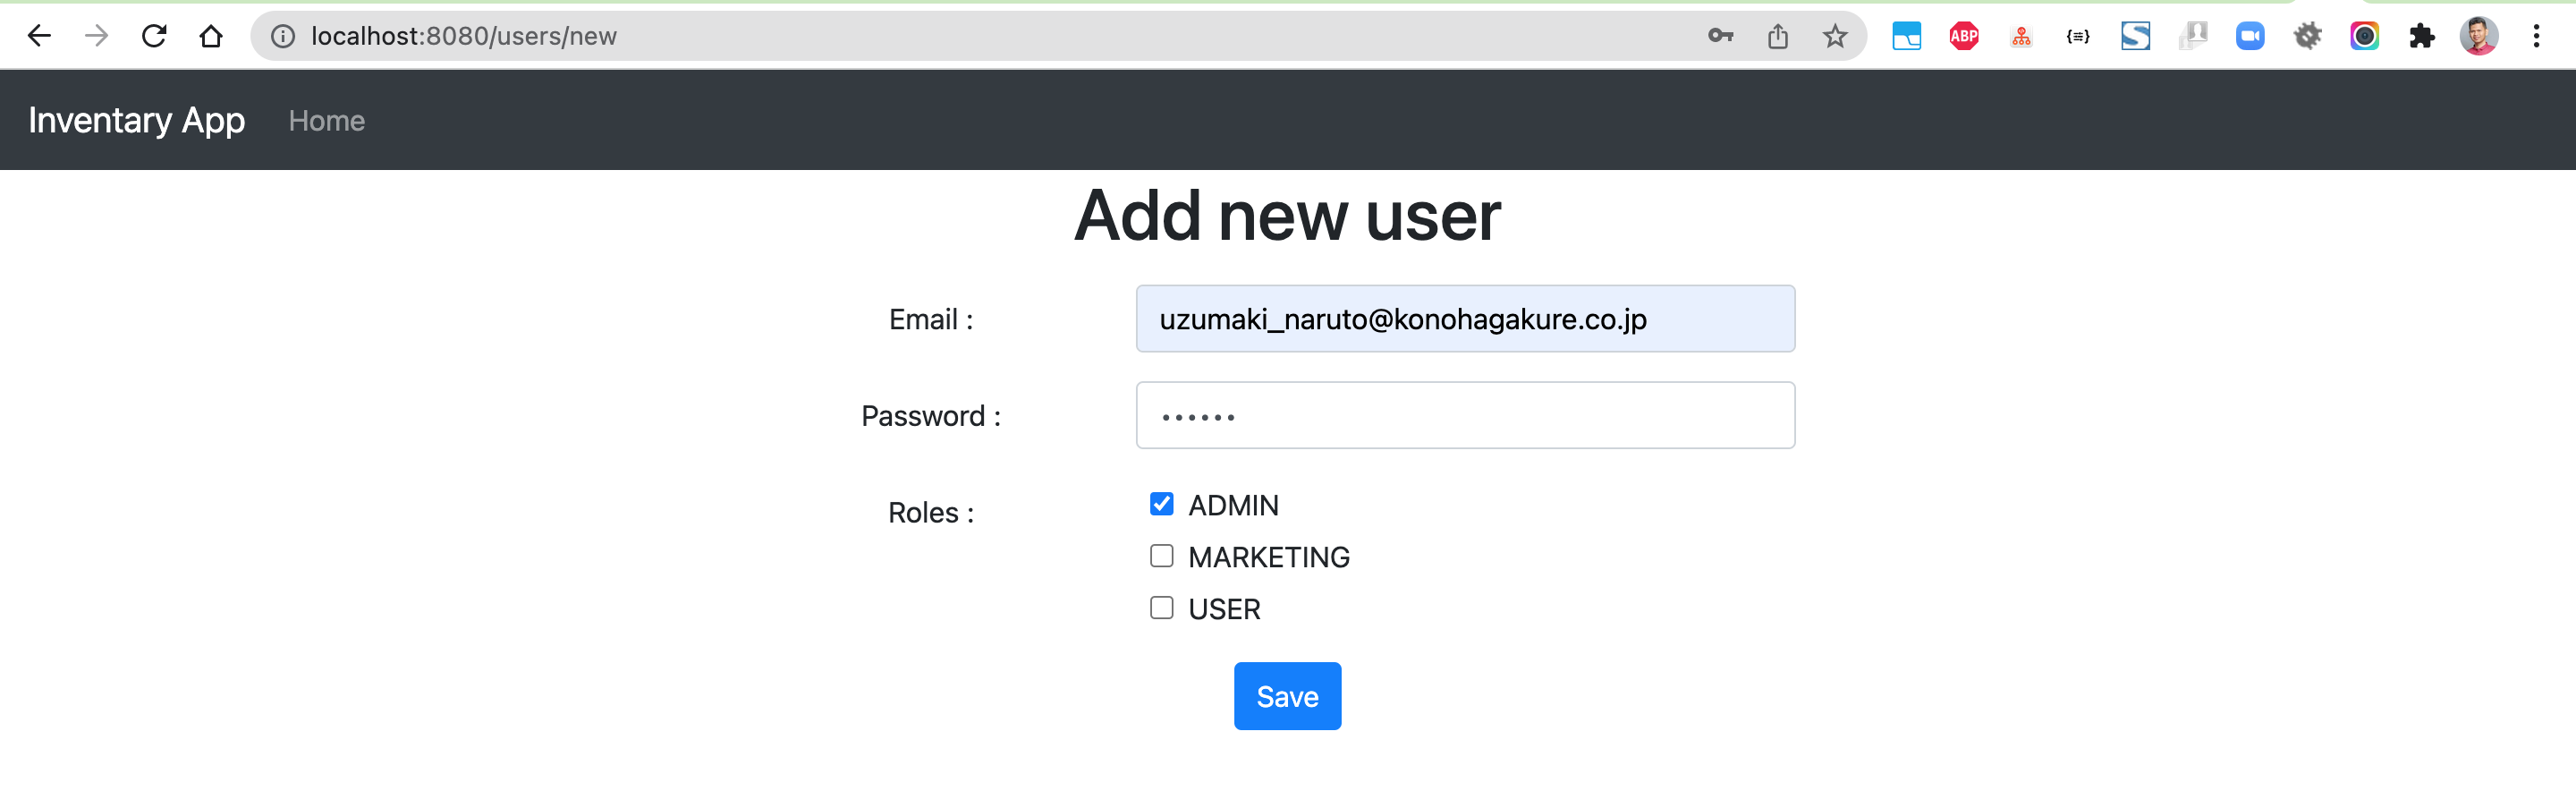 localhost:8080/users/new
ABP
Inventary App Home
Add new user
Email : uzumaki_naruto@konohagakure.co.jp
Password : ••••••
Roles : ADMIN
MARKETING
USER
Save